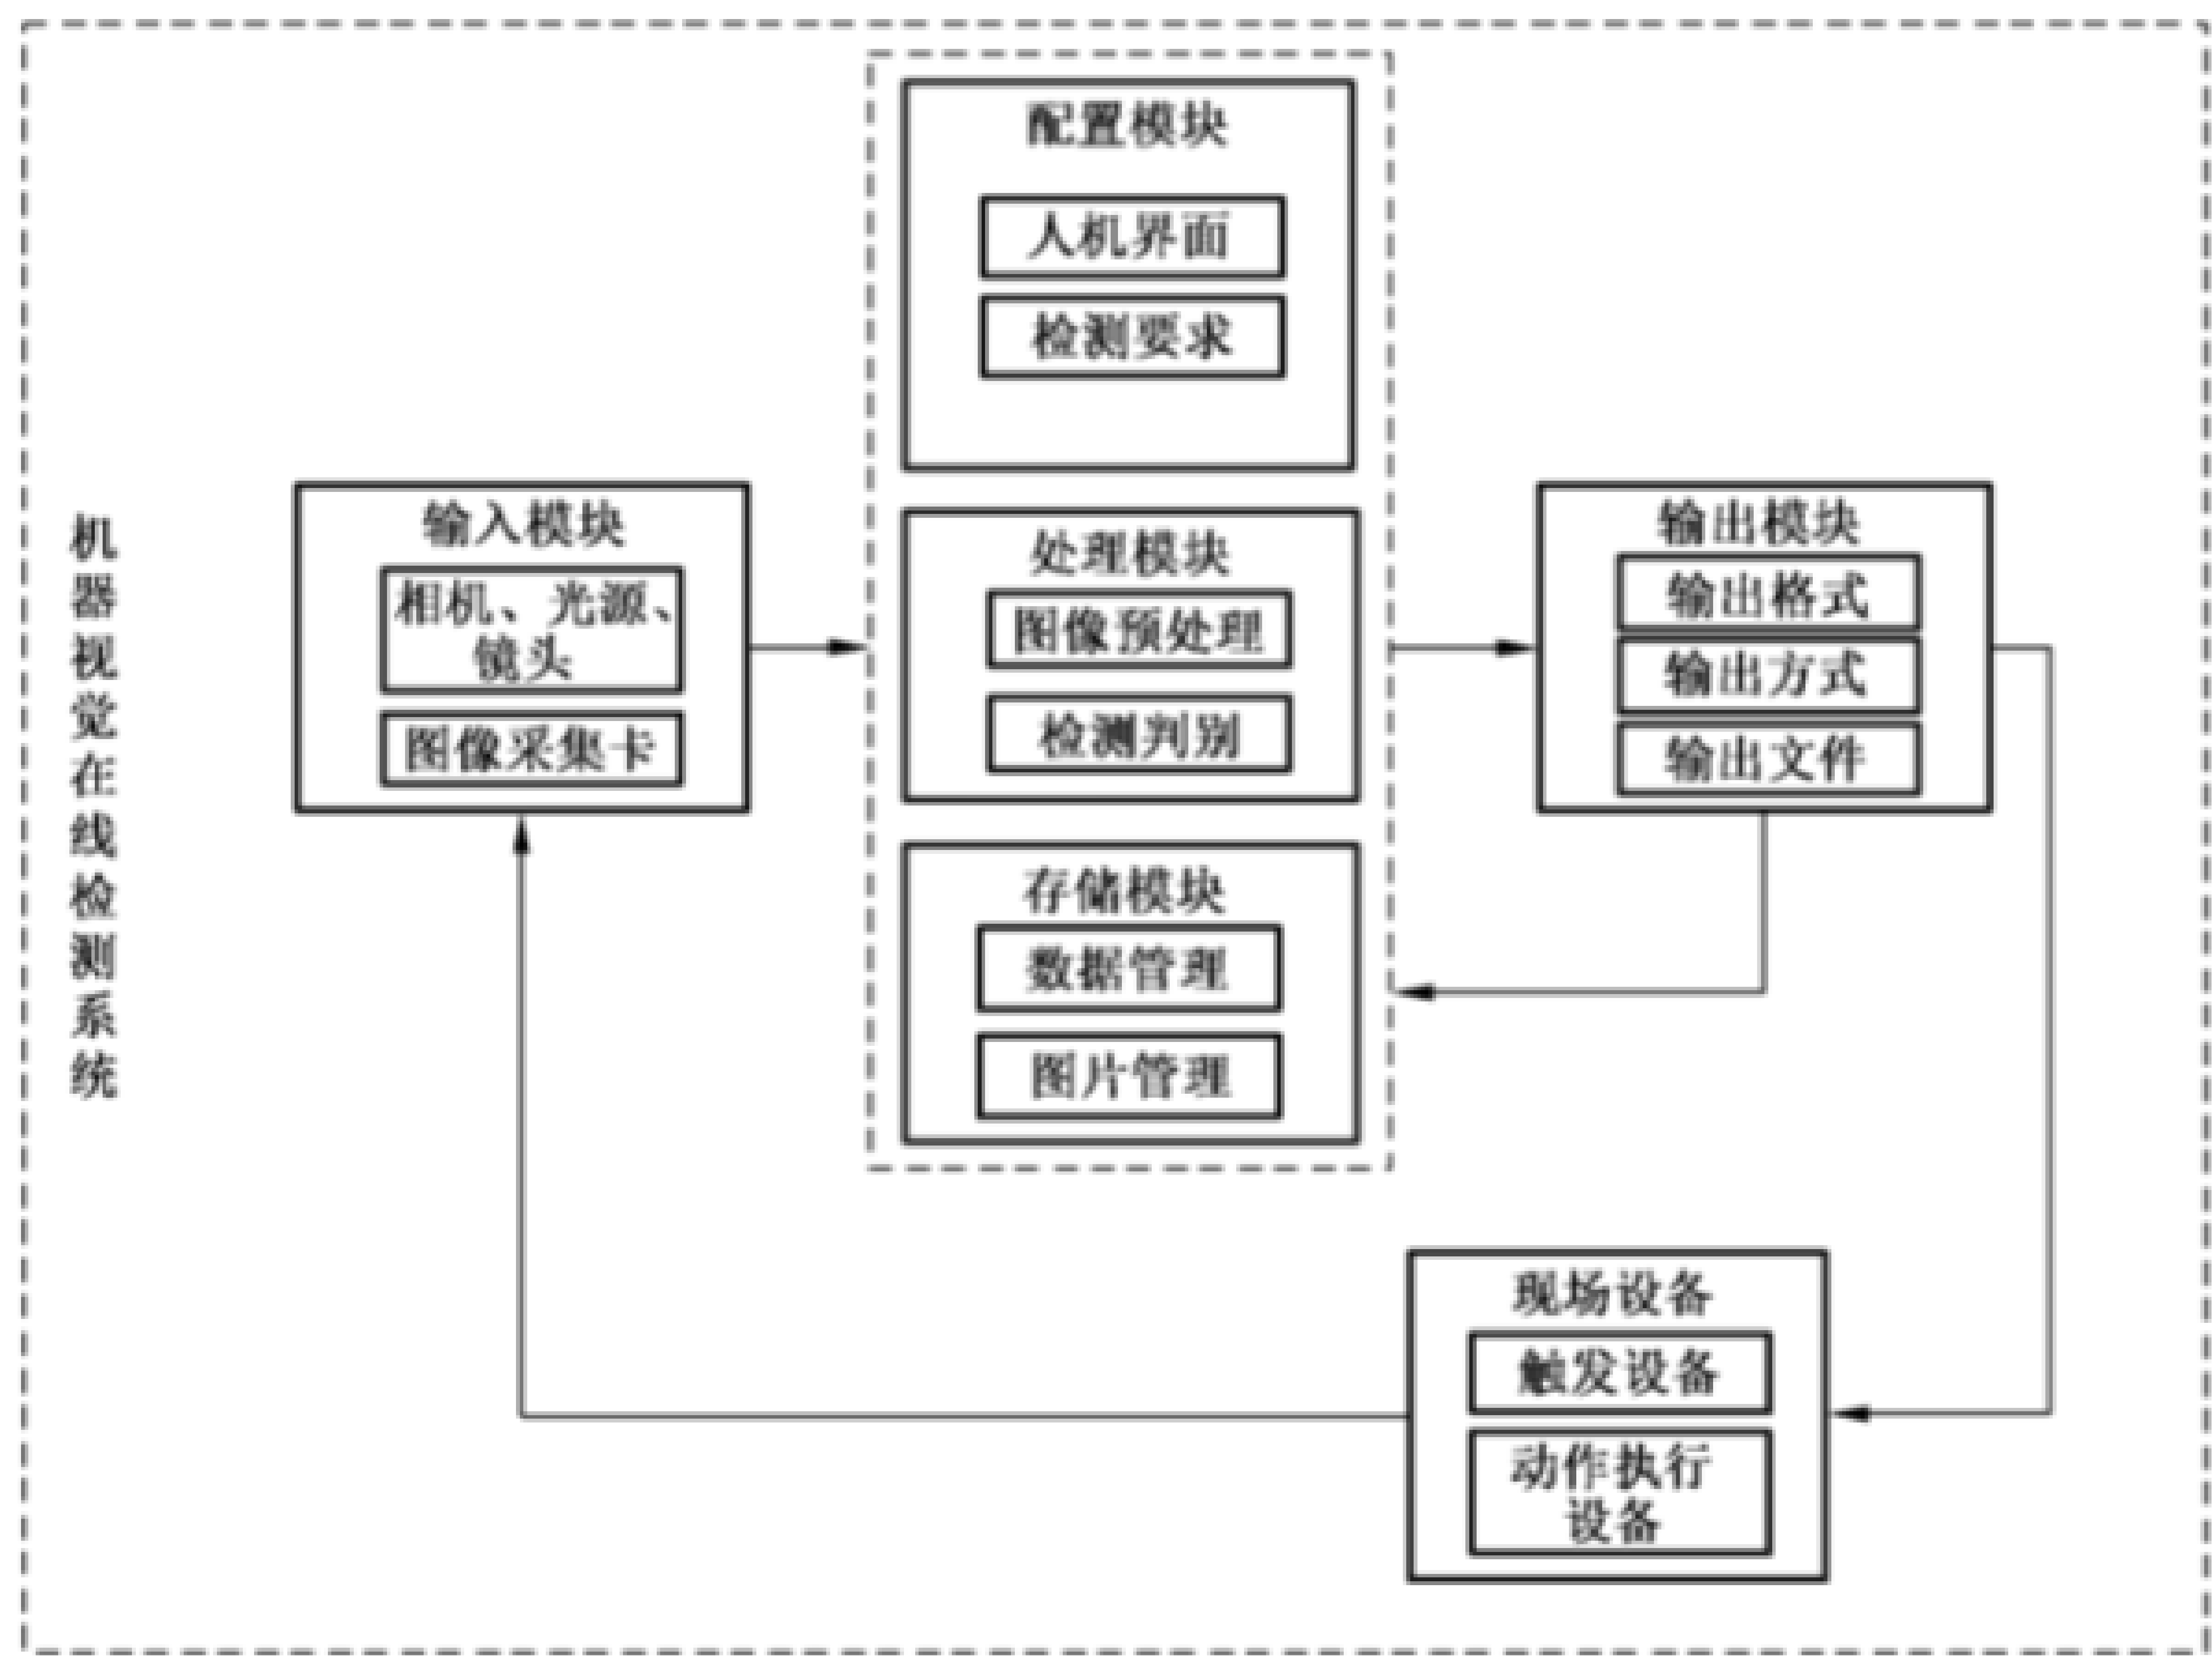 机器视觉在线检测系统
输入模块
相机、光源、
镜头
图像采集卡
配置模块
人机界面
检测要求
处理模块
图像预处理
检测判别
存储模块
数据管理
图片管理
输出模块
输出格式
输出方式
输出文件
现场设备
触发设备
动作执行
设备